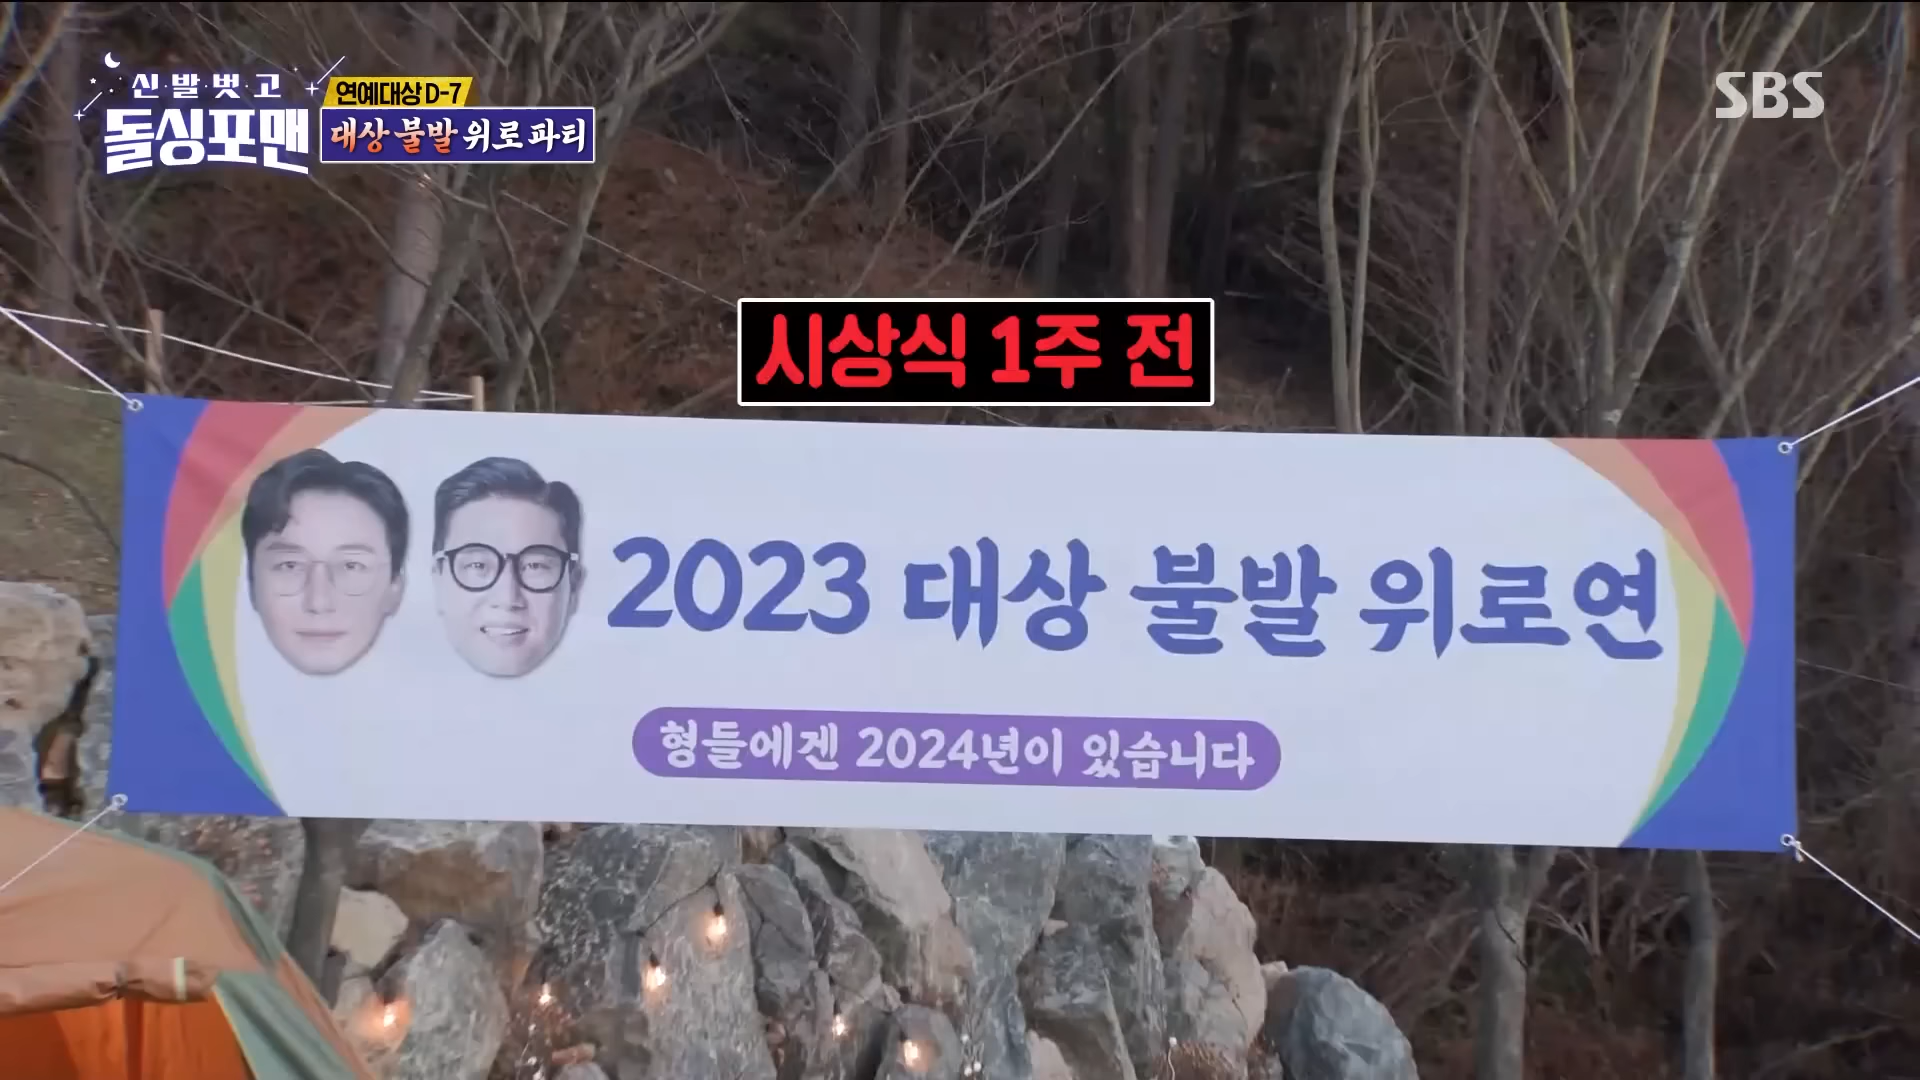 신·발·벗·고
돌싱포맨
연예대상 D-7
대상 불발 위로 파티
SBS
시상식 1주 전
2023 대상 불발 위로연
형들에겐 2024년이 있습니다